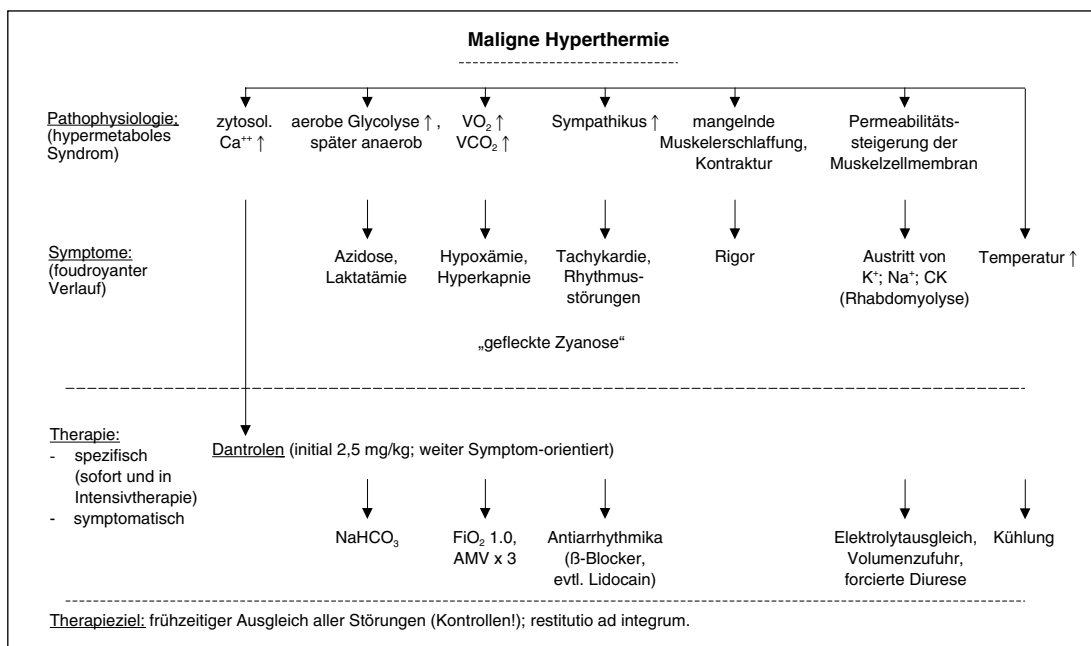 Maligne Hyperthermie
Pathophysiologie:
(hypermetaboles
Syndrom)
zytosol.
Ca⁺⁺ ↑
aerobe Glycolyse ↑ ,
später anaerob
VO₂ ↑
VCO₂ ↑
Sympathikus ↑
mangelnde
Muskelerschlaffung,
Kontraktur
Permeabilitäts-
steigerung der
Muskelzellmembran
Symptome:
(foudroyanter
Verlauf)
Azidose,
Laktatämie
Hypoxämie,
Hyperkapnie
Tachykardie,
Rhythmus-
störungen
Rigor
Austritt von
K⁺; Na⁺; CK
(Rhabdomyolyse)
Temperatur ↑
„gefleckte Zyanose“
Therapie:
- spezifisch
(sofort und in
Intensivtherapie)
- symptomatisch
Dantrolen (initial 2,5 mg/kg; weiter Symptom-orientiert)
NaHCO₃
FiO₂ 1.0,
AMV x 3
Antiarrhythmika
(ß-Blocker,
evtl. Lidocain)
Elektrolytausgleich,
Volumenzufuhr,
forcierte Diurese
Kühlung
Therapieziel: frühzeitiger Ausgleich aller Störungen (Kontrollen!); restitutio ad integrum.